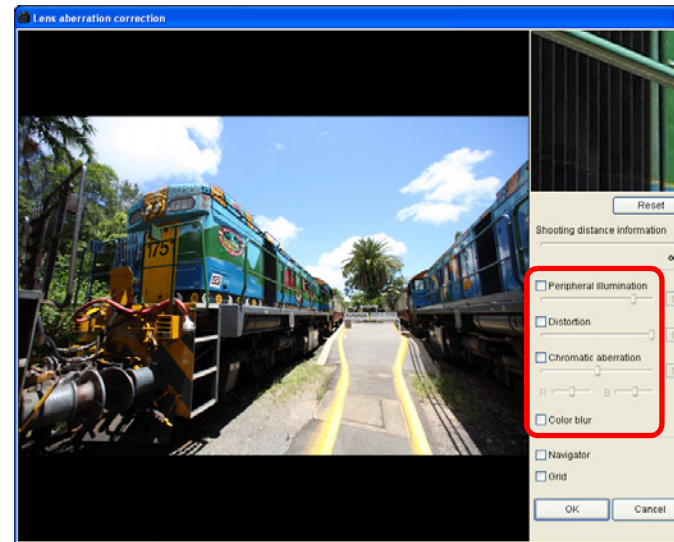 Lens aberration correction
175
Reset
Shooting distance information
Peripheral illumination
Distortion
Chromatic aberration
R
B
Color blur
Navigator
Grid
OK
Cancel